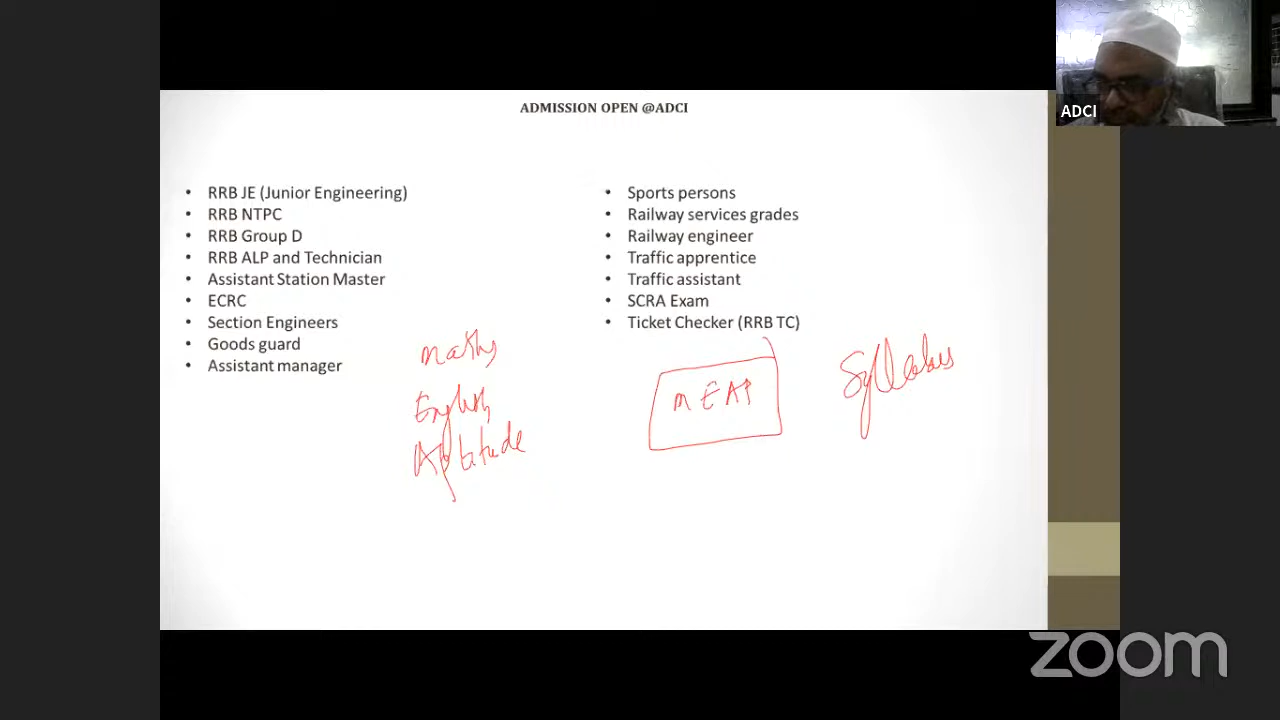 ADMISSION OPEN @ADCI
ADCI
• RRB JE (Junior Engineering)
• RRB NTPC
• RRB Group D
• RRB ALP and Technician
• Assistant Station Master
• ECRC
• Section Engineers
• Goods guard
• Assistant manager
• Sports persons
• Railway services grades
• Railway engineer
• Traffic apprentice
• Traffic assistant
• SCRA Exam
• Ticket Checker (RRB TC)
maths
English
Aptitude
MEAP
Syllabus
zoom